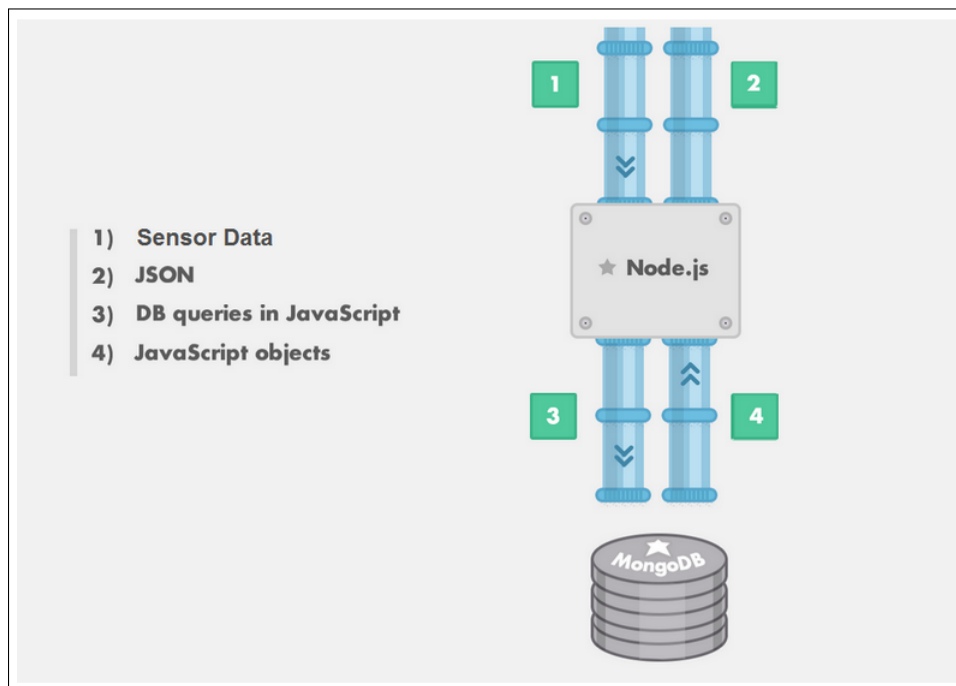 1
2
1) Sensor Data
2) JSON
3) DB queries in JavaScript
4) JavaScript objects
Node.js
3
4
MongoDB